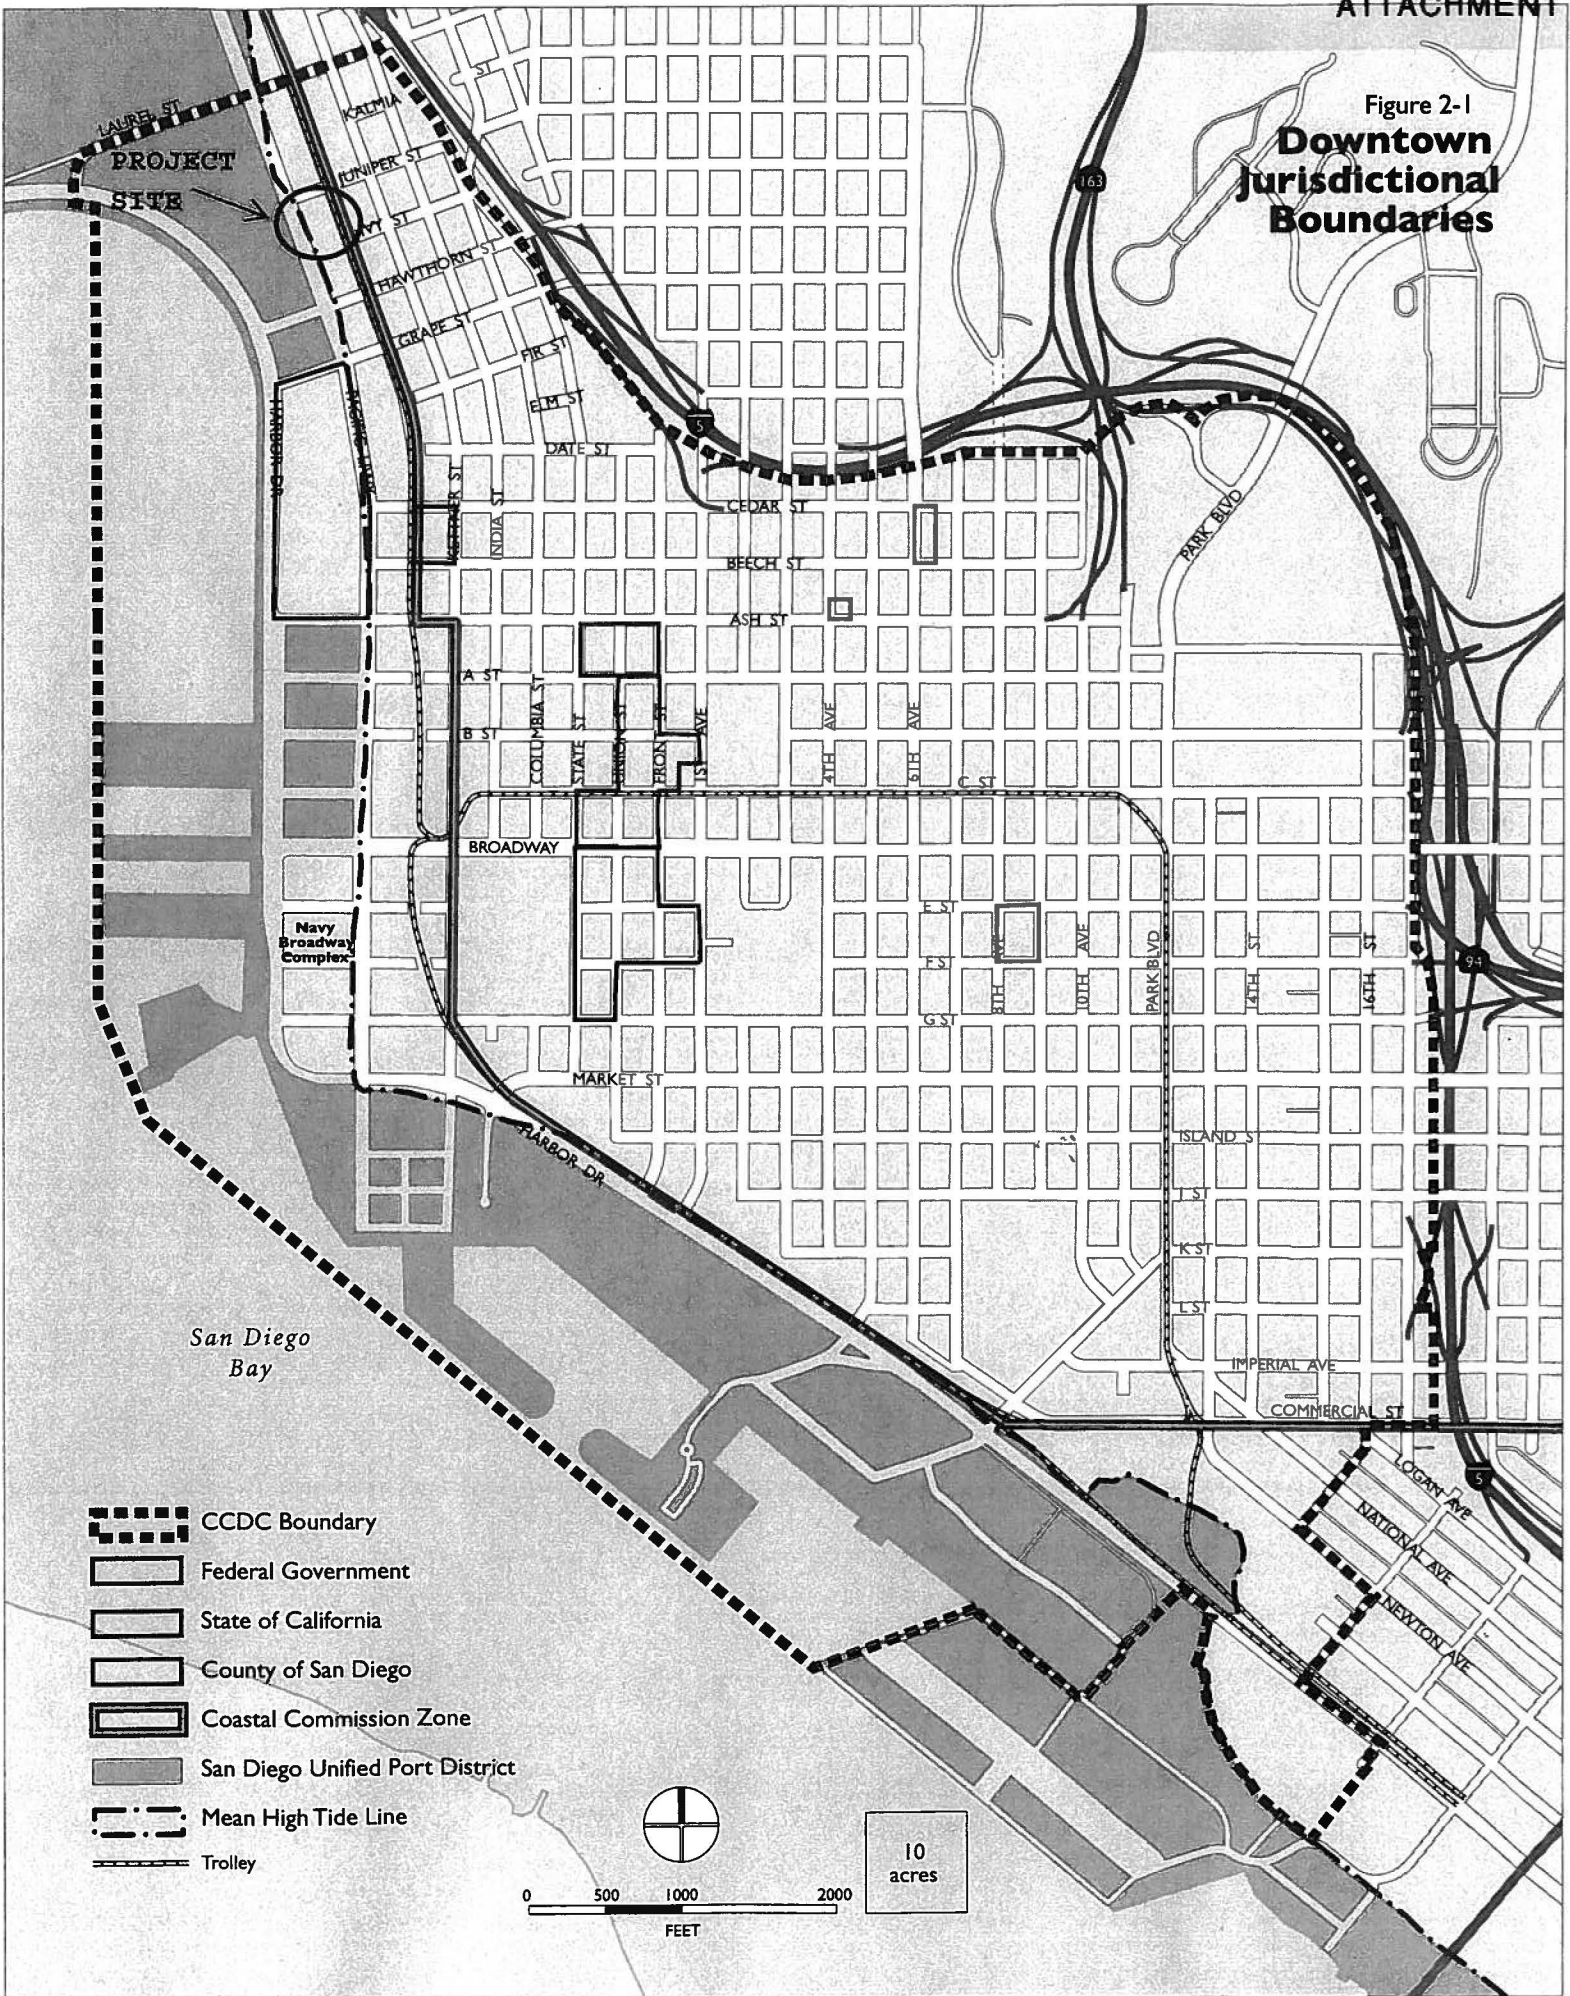 ATTACHMENT
Figure 2-1
Downtown
Jurisdictional
Boundaries
LAUREL ST
PROJECT
SITE
ST
KALMIA
JUNIPER ST
IVY ST
HAWTHORN ST
GRAPE ST
FIR ST
ELM ST
DATE ST
163
5
HARBOR DR
KETTNER ST
INDIA ST
CEDAR ST
BEECH ST
ASH ST
PARK BLVD
A ST
B ST
COLUMBIA ST
STATE ST
UNION ST
FRONT ST
1ST AVE
4TH AVE
6TH AVE
C ST
BROADWAY
Navy
Broadway
Complex
E ST
F ST
G ST
8TH AVE
10TH AVE
PARK BLVD
14TH ST
16TH ST
94
MARKET ST
HARBOR DR
ISLAND ST
J ST
K ST
L ST
IMPERIAL AVE
COMMERCIAL ST
San Diego
Bay
5
LOGAN AVE
NATIONAL AVE
NEWTON AVE
CCDC Boundary
Federal Government
State of California
County of San Diego
Coastal Commission Zone
San Diego Unified Port District
Mean High Tide Line
Trolley
0 500 1000 2000
FEET
10
acres